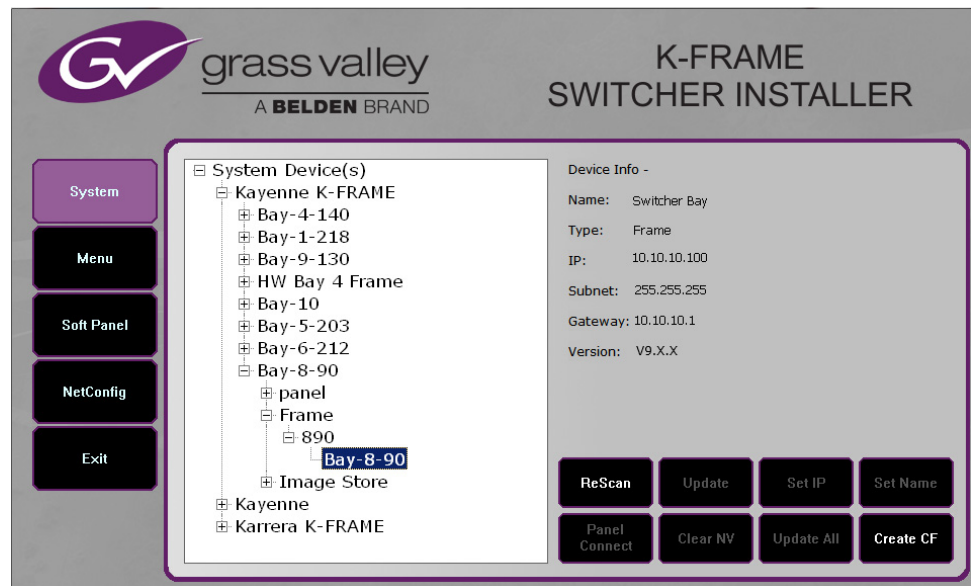 GV
grass valley
A BELDEN BRAND
K-FRAME
SWITCHER INSTALLER
System
Menu
Soft Panel
NetConfig
Exit
System Device(s)
Kayenne K-FRAME
Bay-4-140
Bay-1-218
Bay-9-130
HW Bay 4 Frame
Bay-10
Bay-5-203
Bay-6-212
Bay-8-90
panel
Frame
890
Bay-8-90
Image Store
Kayenne
Karrera K-FRAME
Device Info -
Name: Switcher Bay
Type: Frame
IP: 10.10.10.100
Subnet: 255.255.255
Gateway: 10.10.10.1
Version: V9.X.X
ReScan
Update
Set IP
Set Name
Panel
Connect
Clear NV
Update All
Create CF